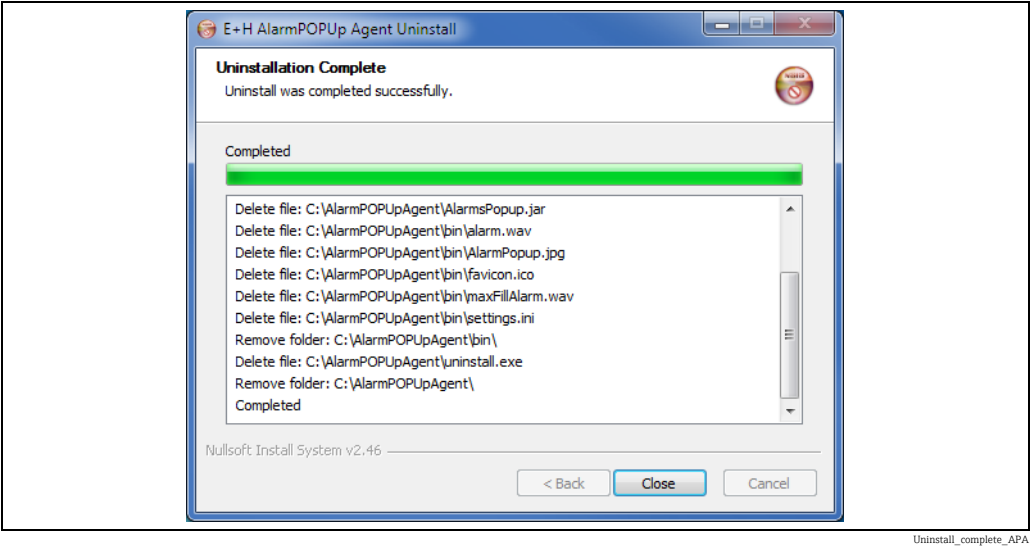 E+H AlarmPOPUp Agent Uninstall
Uninstallation Complete
Uninstall was completed successfully.
Completed
Delete file: C:\AlarmPOPUpAgent\AlarmsPopup.jar
Delete file: C:\AlarmPOPUpAgent\bin\alarm.wav
Delete file: C:\AlarmPOPUpAgent\bin\AlarmPopup.jpg
Delete file: C:\AlarmPOPUpAgent\bin\favicon.ico
Delete file: C:\AlarmPOPUpAgent\bin\maxFillAlarm.wav
Delete file: C:\AlarmPOPUpAgent\bin\settings.ini
Remove folder: C:\AlarmPOPUpAgent\bin\
Delete file: C:\AlarmPOPUpAgent\uninstall.exe
Remove folder: C:\AlarmPOPUpAgent\
Completed
Nullsoft Install System v2.46
< Back Close Cancel
Uninstall_complete_APA